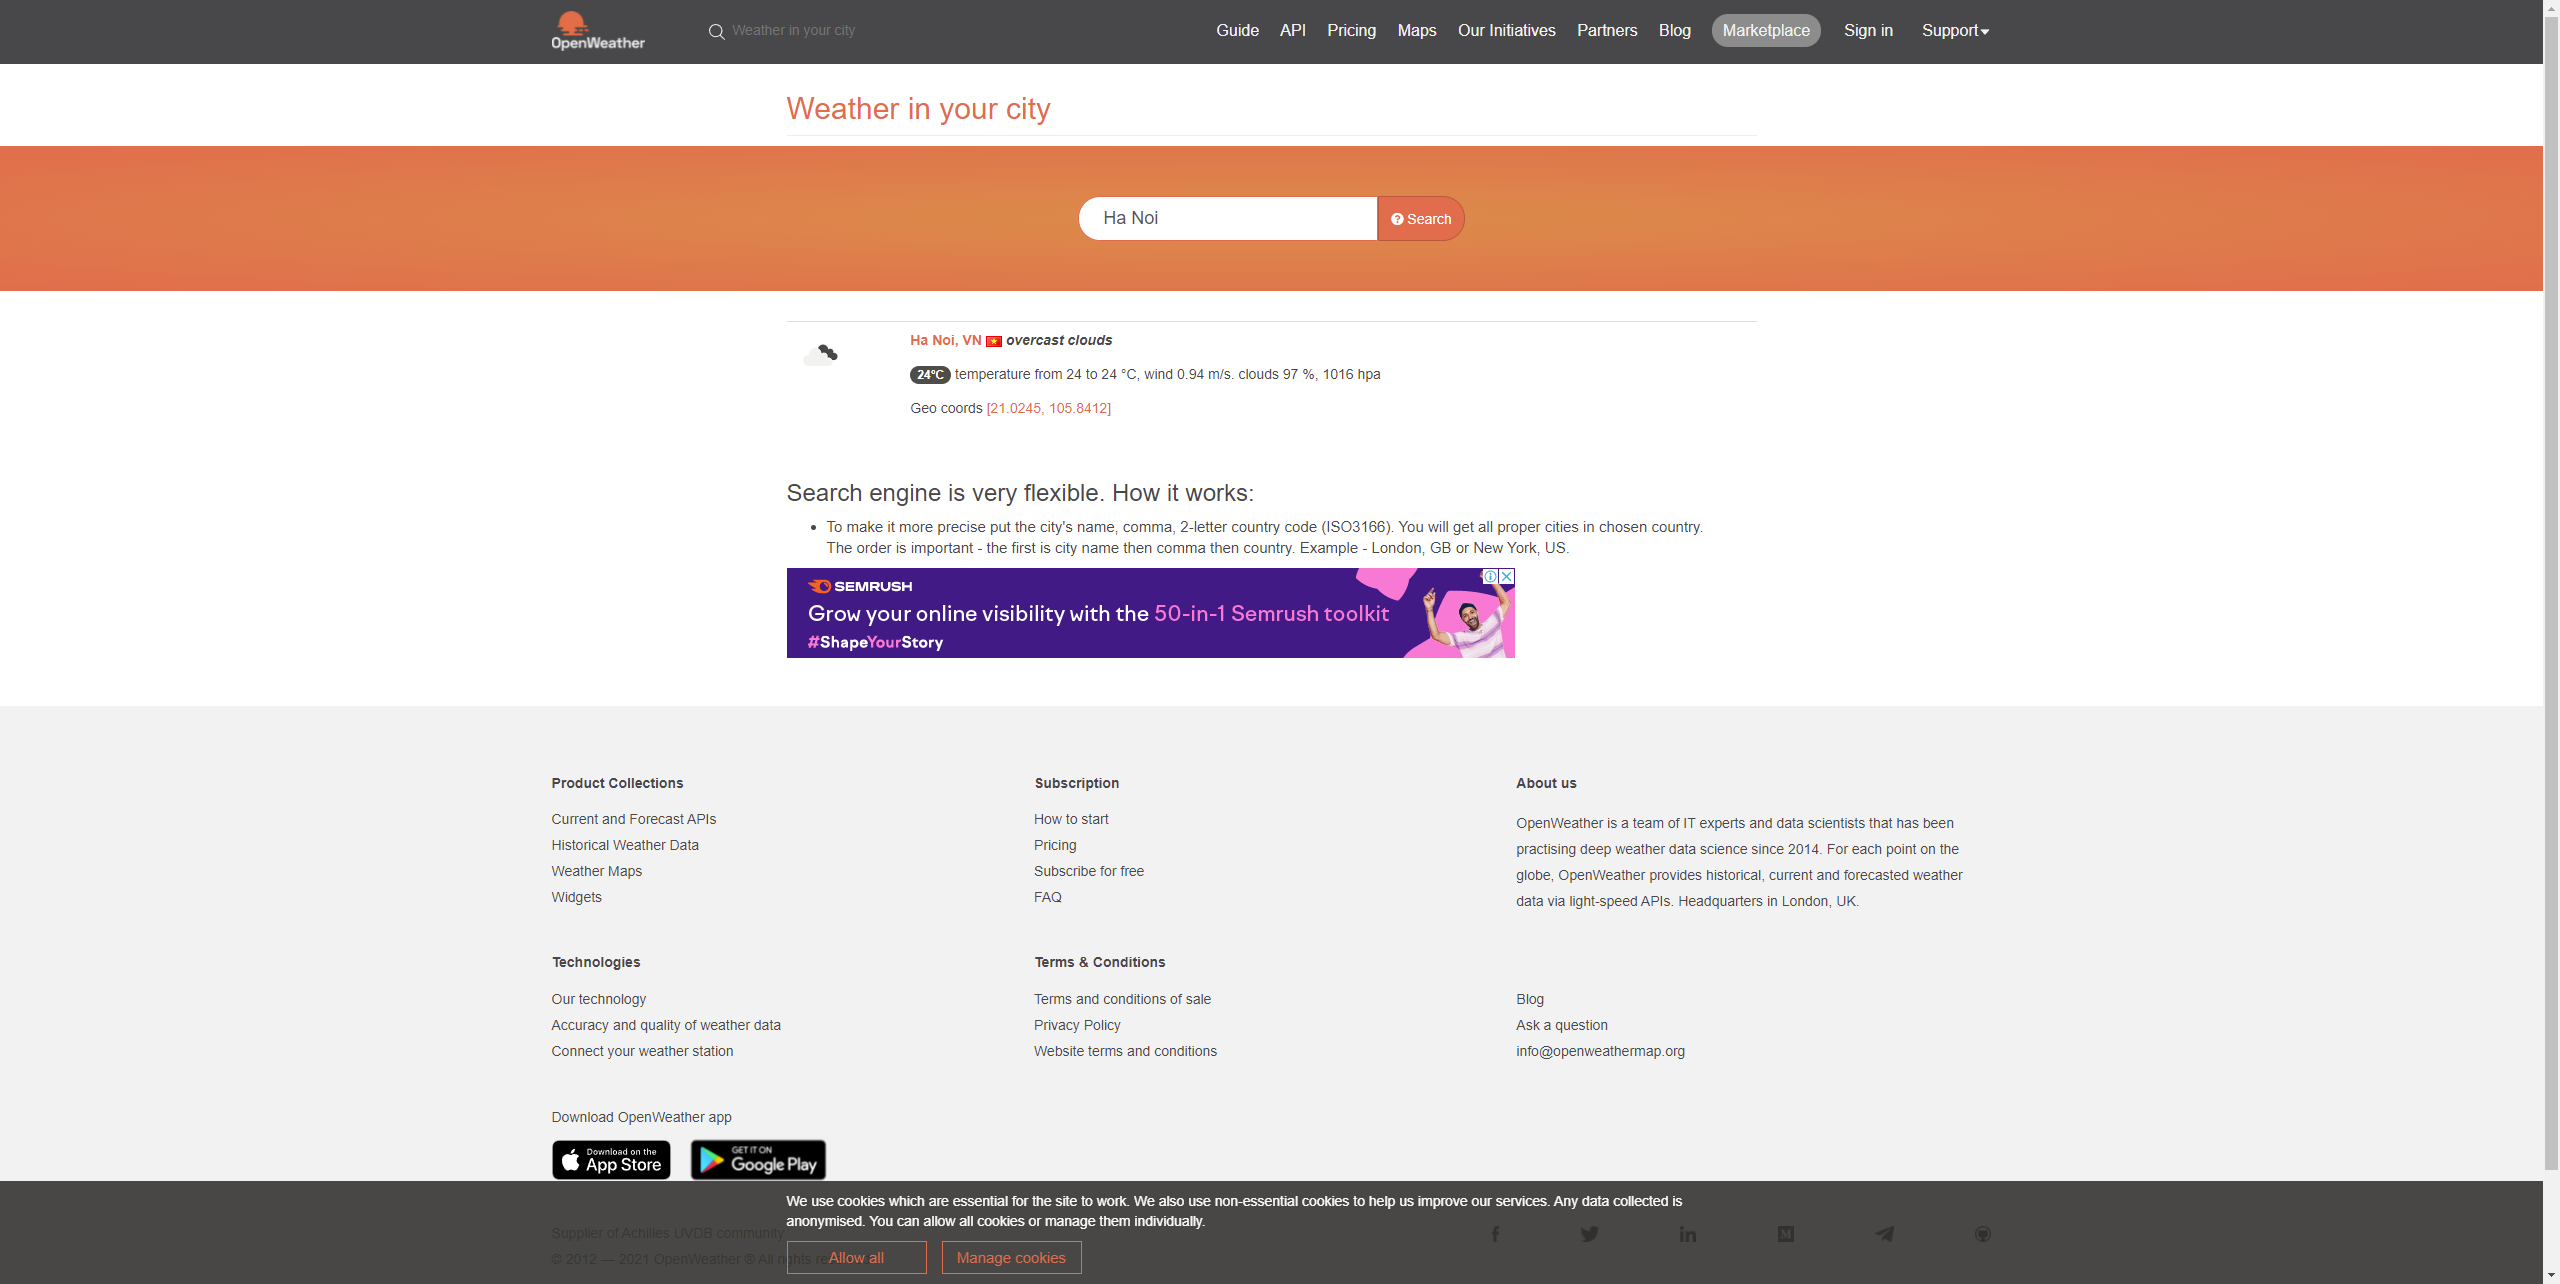 OpenWeather
Weather in your city
Guide
API
Pricing
Maps
Our Initiatives
Partners
Blog
Marketplace
Sign in
Support
Weather in your city
Ha Noi
Search
Ha Noi, VN overcast clouds
24°C temperature from 24 to 24 °C, wind 0.94 m/s. clouds 97 %, 1016 hpa
Geo coords [21.0245, 105.8412]
Search engine is very flexible. How it works:
To make it more precise put the city's name, comma, 2-letter country code (ISO3166). You will get all proper cities in chosen country.
The order is important - the first is city name then comma then country. Example - London, GB or New York, US.
SEMRUSH
Grow your online visibility with the 50-in-1 Semrush toolkit
#ShapeYourStory
Product Collections
Current and Forecast APIs
Historical Weather Data
Weather Maps
Widgets
Subscription
How to start
Pricing
Subscribe for free
FAQ
About us
OpenWeather is a team of IT experts and data scientists that has been
practising deep weather data science since 2014. For each point on the
globe, OpenWeather provides historical, current and forecasted weather
data via light-speed APIs. Headquarters in London, UK.
Technologies
Our technology
Accuracy and quality of weather data
Connect your weather station
Terms & Conditions
Terms and conditions of sale
Privacy Policy
Website terms and conditions
Blog
Ask a question
info@openweathermap.org
Download OpenWeather app
Download on the
App Store
GET IT ON
Google Play
We use cookies which are essential for the site to work. We also use non-essential cookies to help us improve our services. Any data collected is
anonymised. You can allow all cookies or manage them individually.
Supplier of Achilles UVDB community
© 2012 — 2021 OpenWeather ® All rights
Allow all
Manage cookies